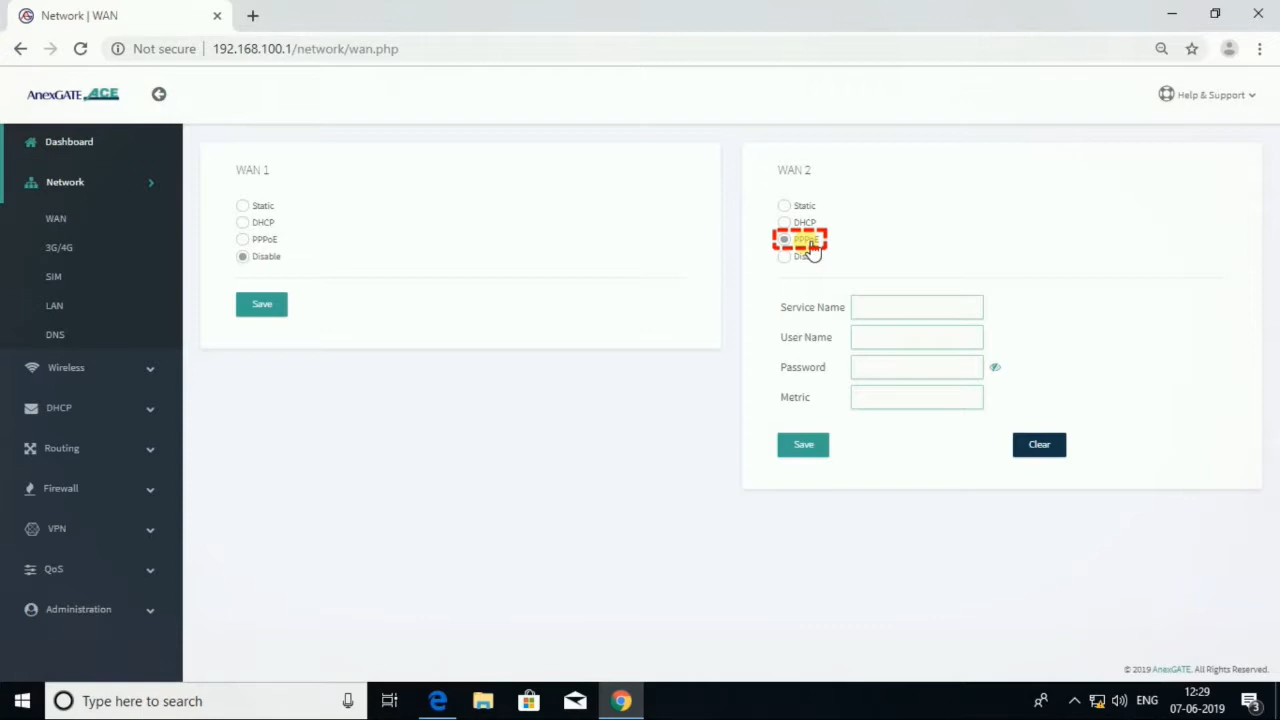 Network | WAN
Not secure
192.168.100.1/network/wan.php
AnexGATE ACE
Help & Support
Dashboard
Network
WAN
3G/4G
SIM
LAN
DNS
Wireless
DHCP
Routing
Firewall
VPN
QoS
Administration
WAN 1
Static
DHCP
PPPoE
Disable
Save
WAN 2
Static
DHCP
PPPoE
Service Name
User Name
Password
Metric
Save
Clear
© 2019 AnexGATE. All Rights Reserved.
Type here to search
ENG
12:29
07-06-2019
3